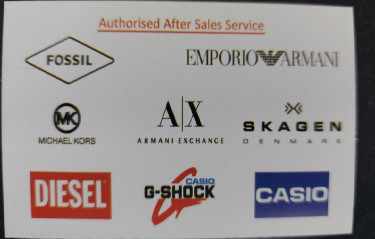 Authorised After Sales Service
FOSSIL
EMPORIO ARMANI
MK
MICHAEL KORS
A|X
ARMANI EXCHANGE
SKAGEN
DENMARK
DIESEL
CASIO
G-SHOCK
CASIO